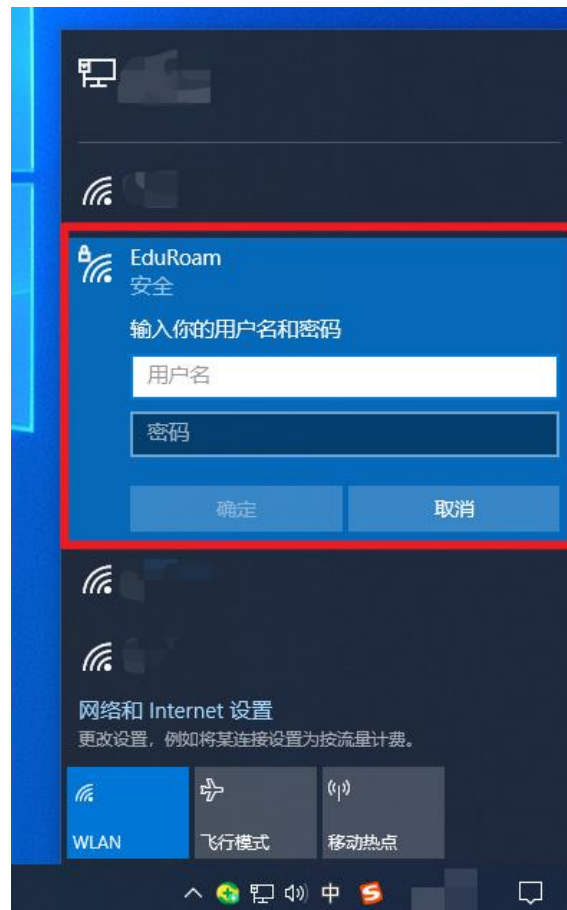 EduRoam
安全
输入你的用户名和密码
用户名
密码
确定
取消
网络和 Internet 设置
更改设置，例如将某连接设置为按流量计费。
WLAN
飞行模式
移动热点
中